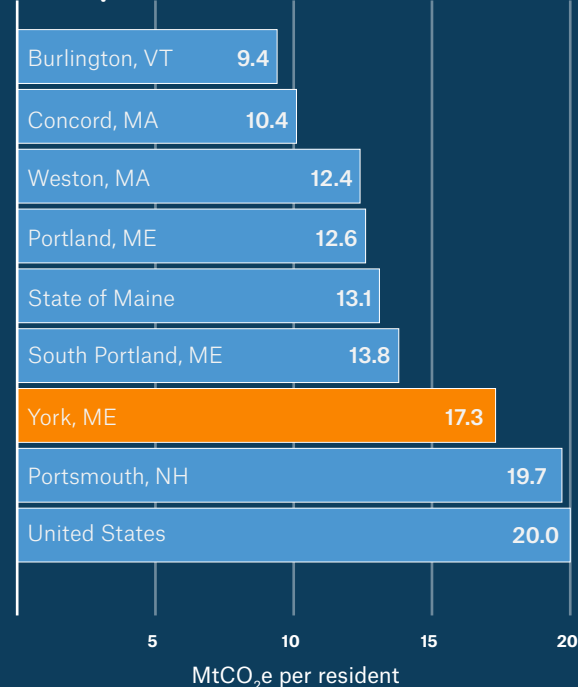 Burlington, VT 9.4
Concord, MA 10.4
Weston, MA 12.4
Portland, ME 12.6
State of Maine 13.1
South Portland, ME 13.8
York, ME 17.3
Portsmouth, NH 19.7
United States 20.0
5 10 15 20
MtCO₂e per resident